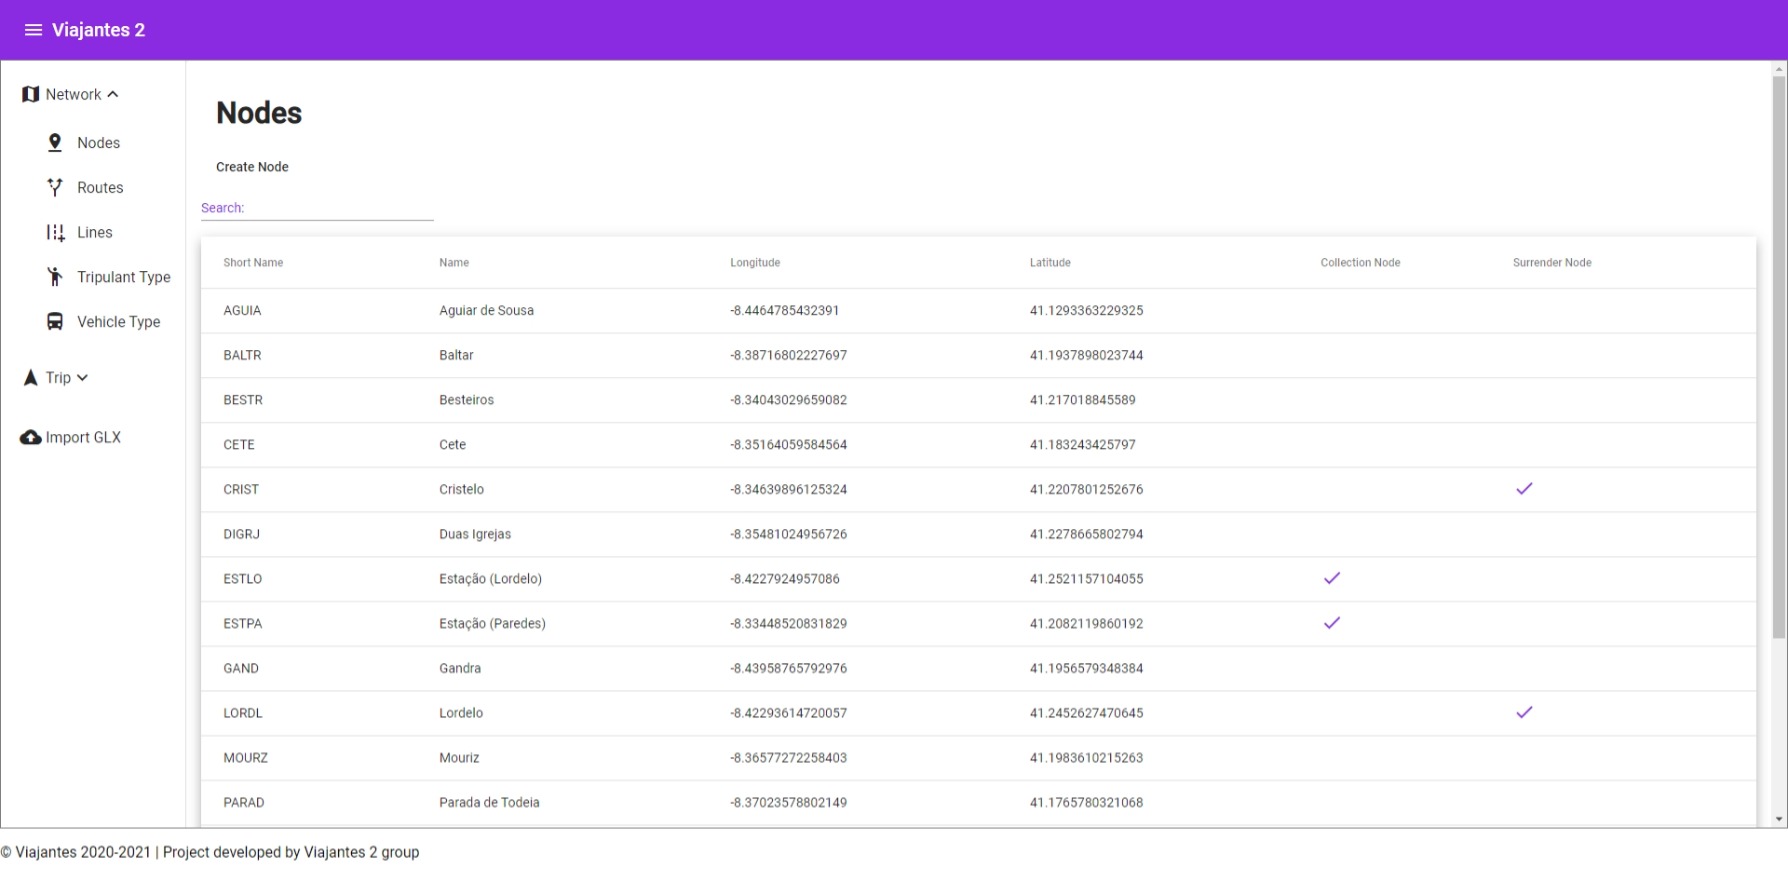 Viajantes 2
Network
Nodes
Routes
Lines
Tripulant Type
Vehicle Type
Trip
Import GLX
Nodes
Create Node
Search:
Short Name Name Longitude Latitude Collection Node Surrender Node
AGUIA Aguiar de Sousa -8.4464785432391 41.1293363229325
BALTR Baltar -8.38716802227697 41.1937898023744
BESTR Besteiros -8.34043029659082 41.217018845589
CETE Cete -8.35164059584564 41.183243425797
CRIST Cristelo -8.34639896125324 41.2207801252676
DIGRJ Duas Igrejas -8.35481024956726 41.2278665802794
ESTLO Estação (Lordelo) -8.4227924957086 41.2521157104055
ESTPA Estação (Paredes) -8.33448520831829 41.2082119860192
GAND Gandra -8.43958765792976 41.1956579348384
LORDL Lordelo -8.42293614720057 41.2452627470645
MOURZ Mouriz -8.36577272258403 41.1983610215263
PARAD Parada de Todeia -8.37023578802149 41.1765780321068
© Viajantes 2020-2021 | Project developed by Viajantes 2 group